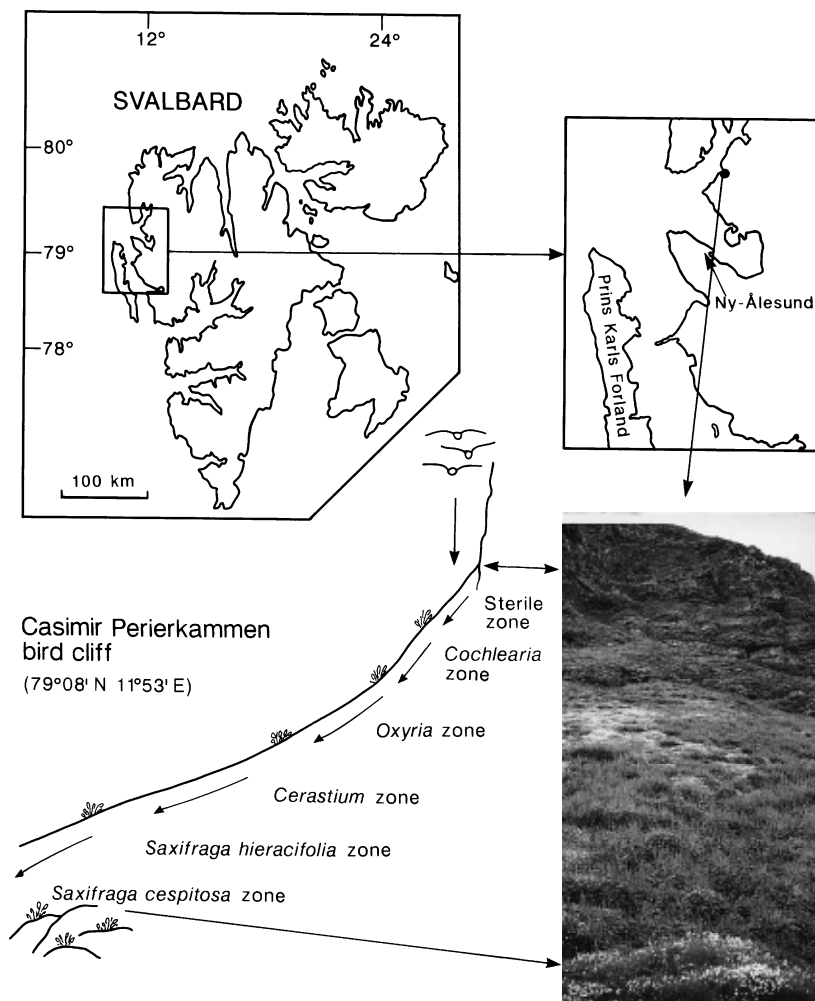 12°
24°
SVALBARD
80°
79°
78°
100 km
Prins Karls Forland
Ny-Ålesund
Casimir Perierkammen
bird cliff
(79°08' N 11°53' E)
Sterile
zone
Cochlearia
zone
Oxyria zone
Cerastium zone
Saxifraga hieracifolia zone
Saxifraga cespitosa zone